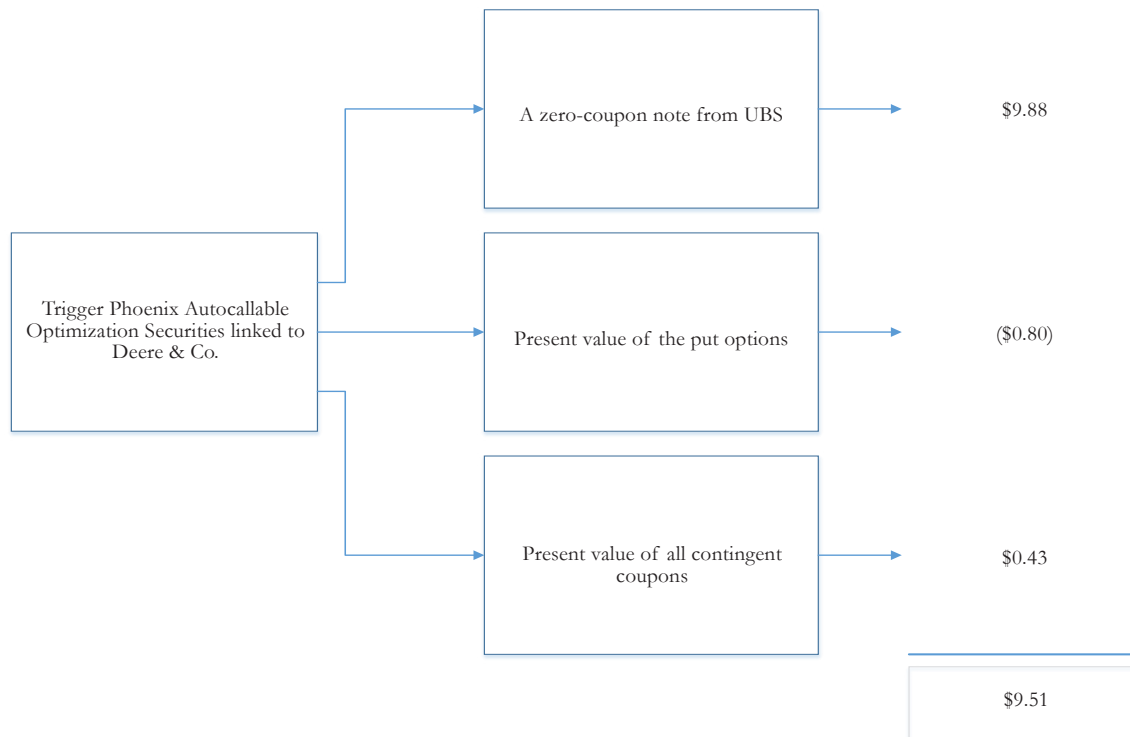 A zero-coupon note from UBS
$9.88
Trigger Phoenix Autocallable
Optimization Securities linked to
Deere & Co.
Present value of the put options
($0.80)
Present value of all contingent
coupons
$0.43
$9.51